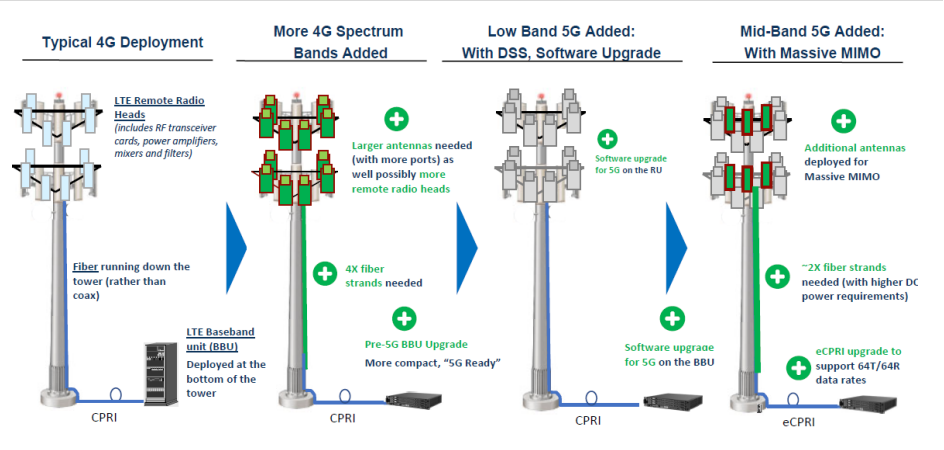 Typical 4G Deployment
More 4G Spectrum
Bands Added
Low Band 5G Added:
With DSS, Software Upgrade
Mid-Band 5G Added:
With Massive MIMO
LTE Remote Radio
Heads
(includes RF transceiver
cards, power amplifiers,
mixers and filters)
Fiber running down the
tower (rather than
coax)
LTE Baseband
unit (BBU)
Deployed at the
bottom of the
tower
CPRI
Larger antennas needed
(with more ports) as
well possibly more
remote radio heads
4X fiber
strands needed
Pre-5G BBU Upgrade
More compact, “5G Ready”
CPRI
Software upgrade
for 5G on the RU
Software upgrade
for 5G on the BBU
CPRI
Additional antennas
deployed for
Massive MIMO
~2X fiber strands
needed (with higher DC
power requirements)
eCPRI upgrade to
support 64T/64R
data rates
eCPRI